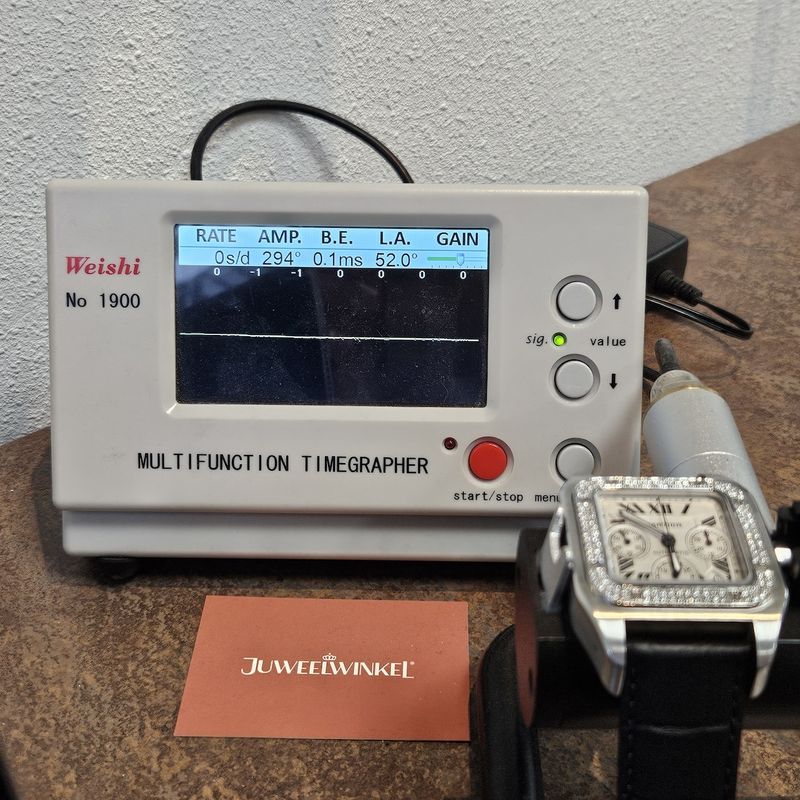 RATE AMP. B.E. L.A. GAIN
0s/d 294° 0.1ms 52.0°
0 -1 -1 0 0 0 0
Weishi
No 1900
sig. value
MULTIFUNCTION TIMEGRAPHER
start/stop menu
JUWEELWINKEL